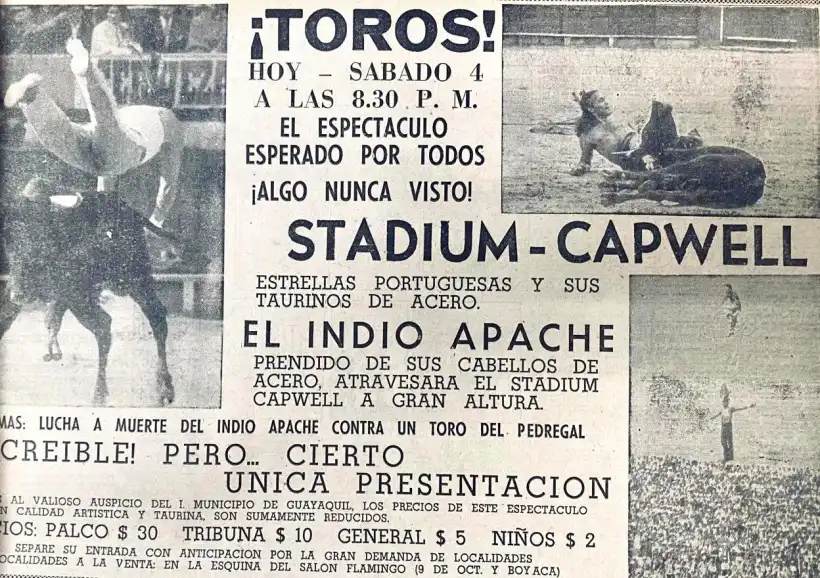 ¡TOROS!
HOY – SABADO 4
A LAS 8.30 P. M.
EL ESPECTACULO
ESPERADO POR TODOS
¡ALGO NUNCA VISTO!
STADIUM-CAPWELL
ESTRELLAS PORTUGUESAS Y SUS
TAURINOS DE ACERO.
EL INDIO APACHE
PRENDIDO DE SUS CABELLOS DE
ACERO, ATRAVESARA EL STADIUM
CAPWELL A GRAN ALTURA.
MAS: LUCHA A MUERTE DEL INDIO APACHE CONTRA UN TORO DEL PEDREGAL
CREIBLE! PERO... CIERTO
UNICA PRESENTACION
AL VALIOSO AUSPICIO DEL I. MUNICIPIO DE GUAYAQUIL, LOS PRECIOS DE ESTE ESPECTACULO
N CALIDAD ARTISTICA Y TAURINA, SON SUMAMENTE REDUCIDOS.
CIOS: PALCO $ 30 TRIBUNA $ 10 GENERAL $ 5 NIÑOS $ 2
SEPARE SU ENTRADA CON ANTICIPACION POR LA GRAN DEMANDA DE LOCALIDADES
OCALIDADES A LA VENTA: EN LA ESQUINA DEL SALON FLAMINGO (9 DE OCT. Y BOYACA)